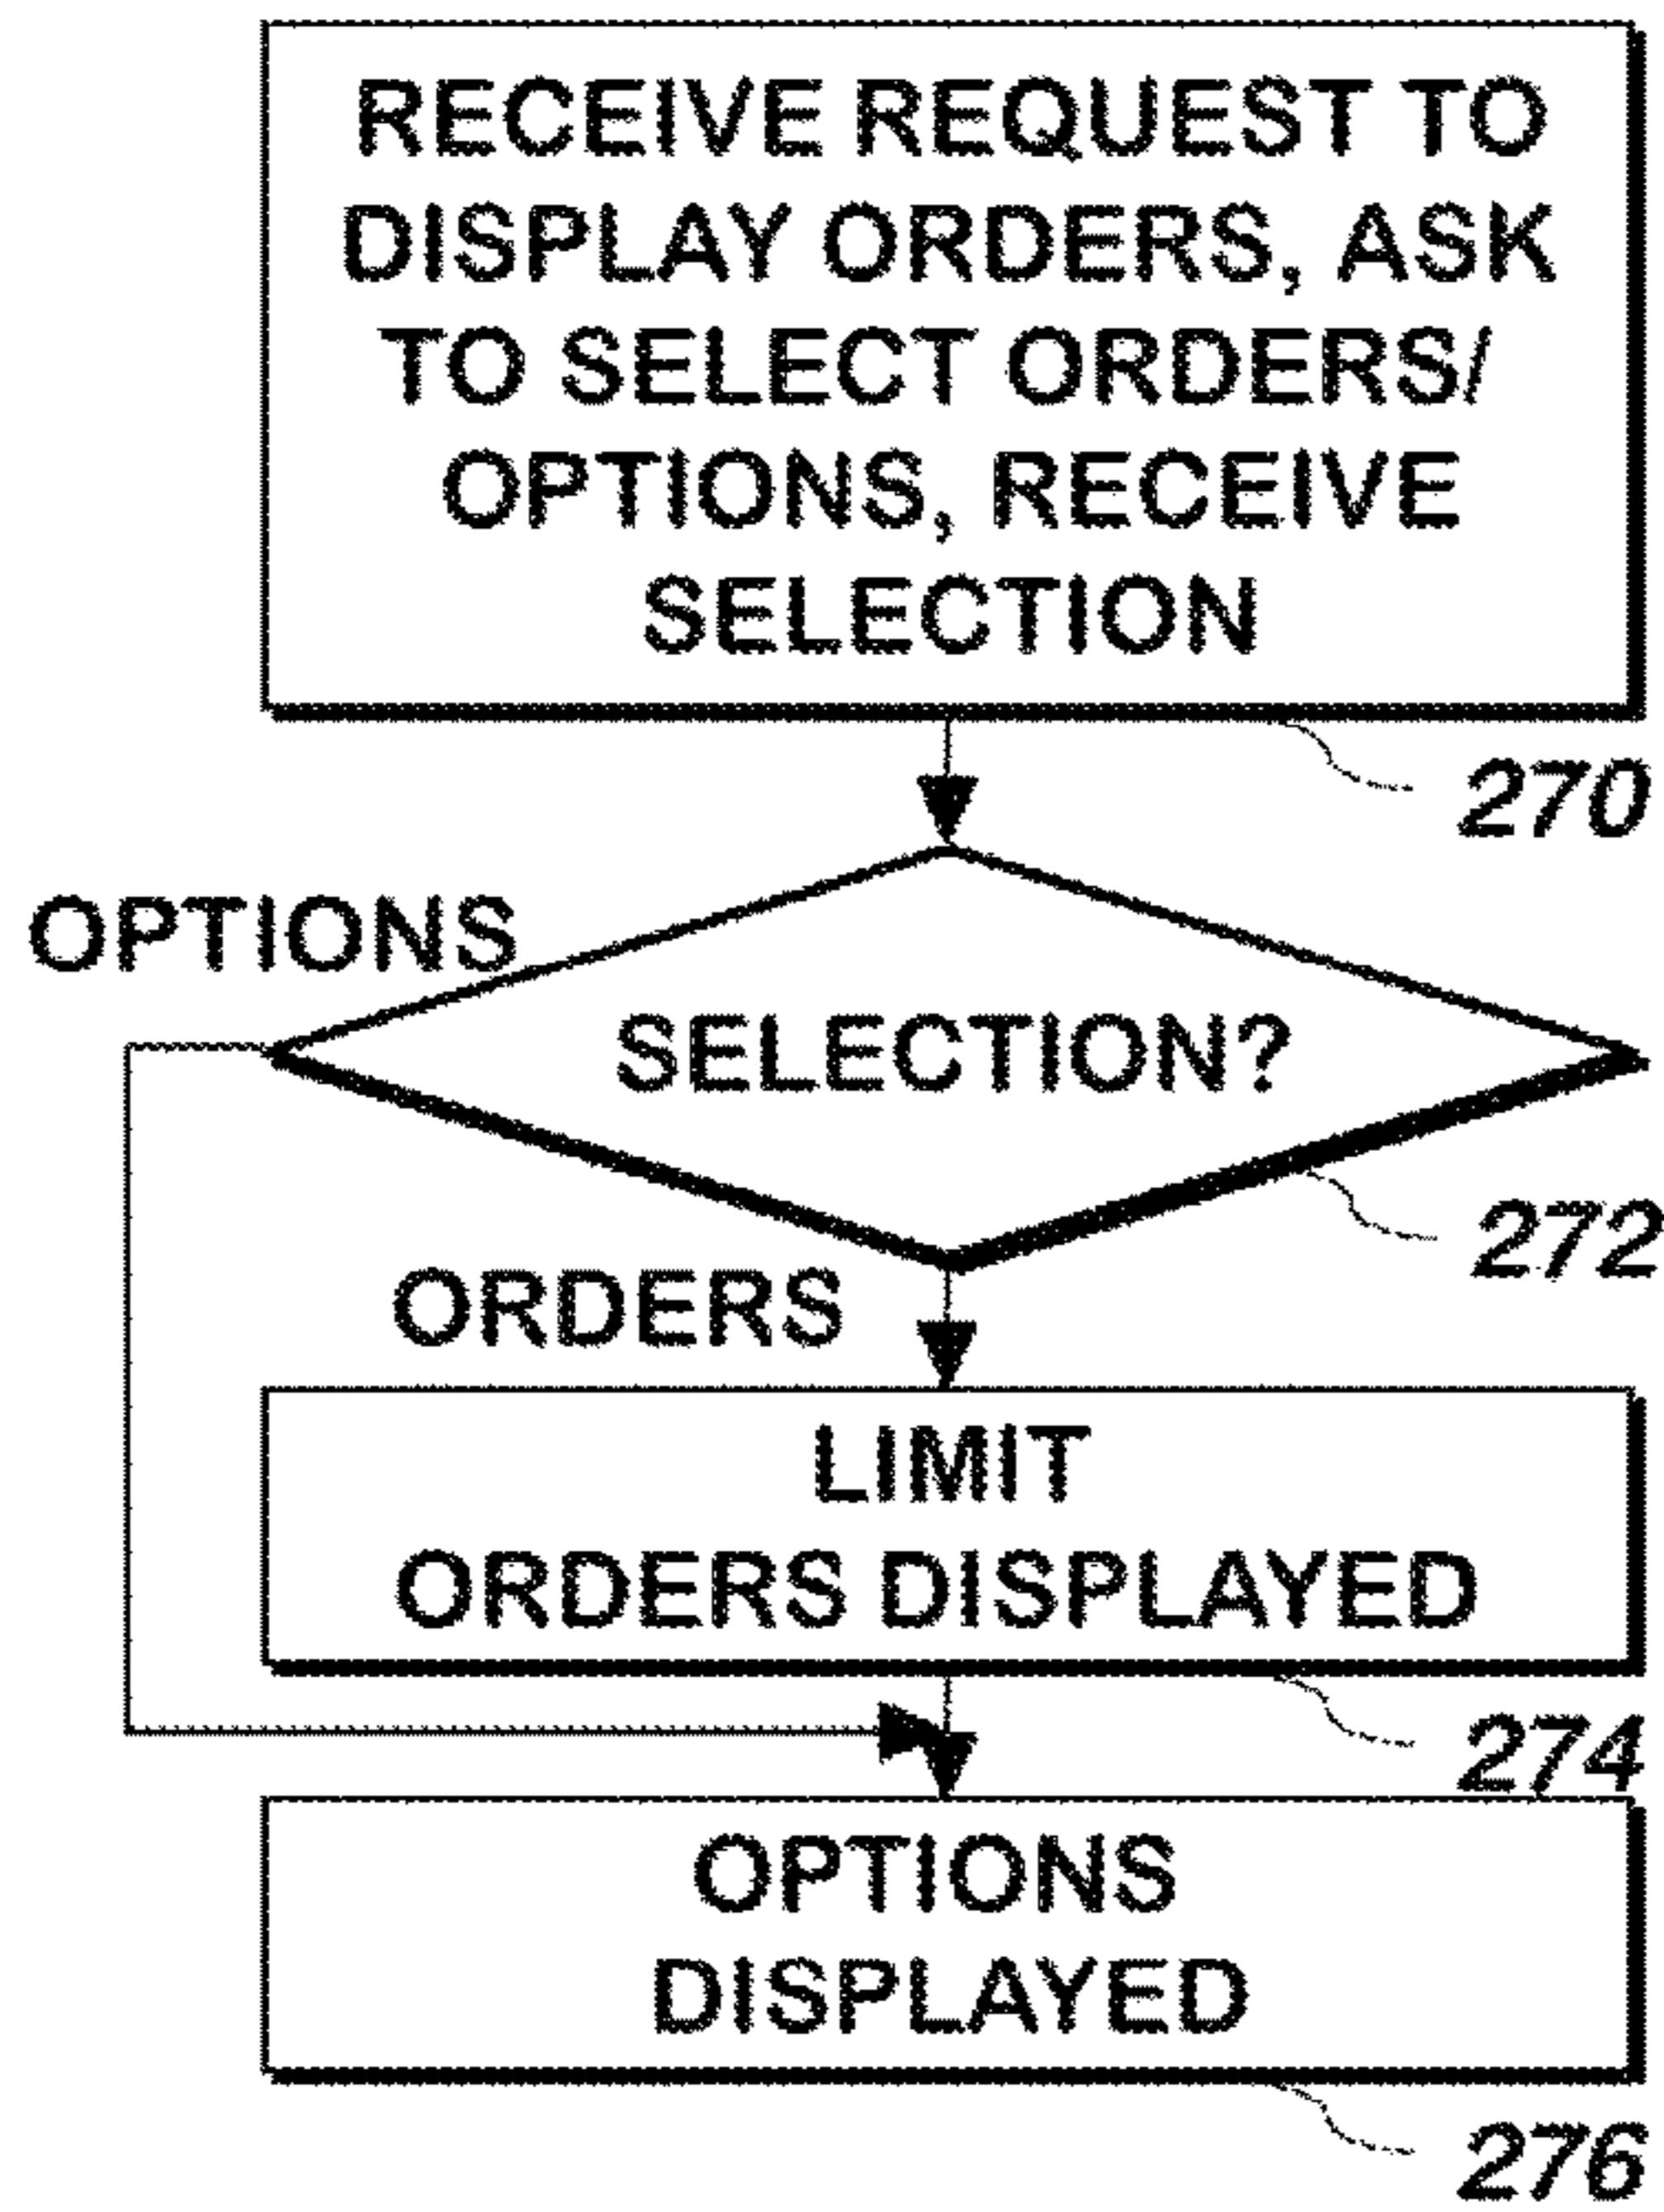 RECEIVE REQUEST TO
DISPLAY ORDERS, ASK
TO SELECT ORDERS/
OPTIONS, RECEIVE
SELECTION
270
OPTIONS
SELECTION?
272
ORDERS
LIMIT
ORDERS DISPLAYED
274
OPTIONS
DISPLAYED
276